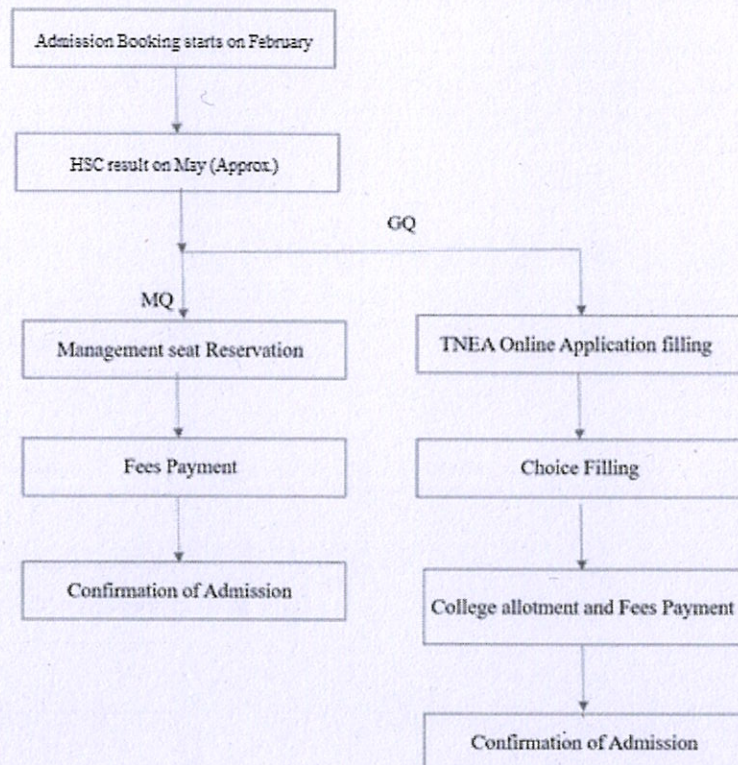 Admission Booking starts on February
HSC result on May (Approx.)
GQ
MQ
Management seat Reservation
TNEA Online Application filling
Fees Payment
Choice Filling
Confirmation of Admission
College allotment and Fees Payment
Confirmation of Admission